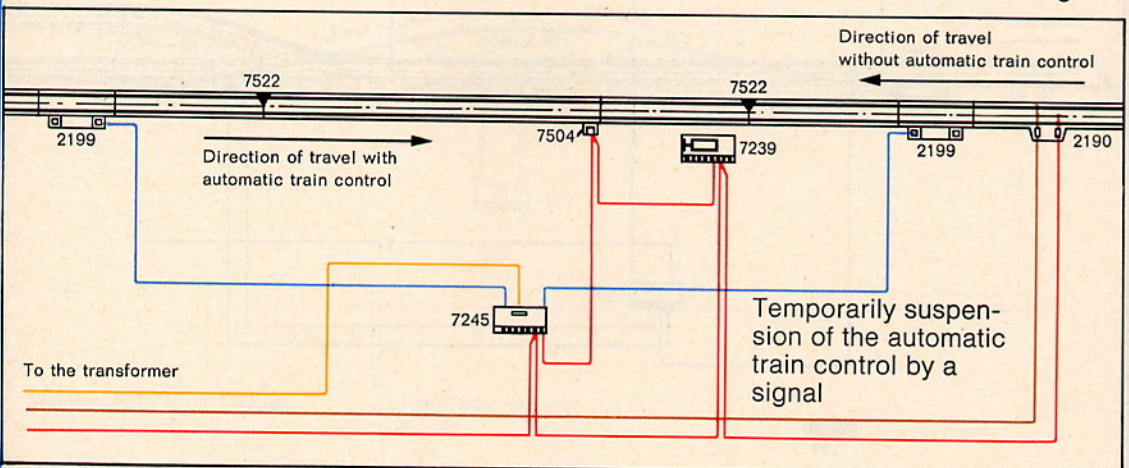 Direction of travel
without automatic train control
7522
7522
2199
7504
7239
2199
2190
Direction of travel with
automatic train control
7245
Temporarily suspen-
sion of the automatic
train control by a
signal
To the transformer